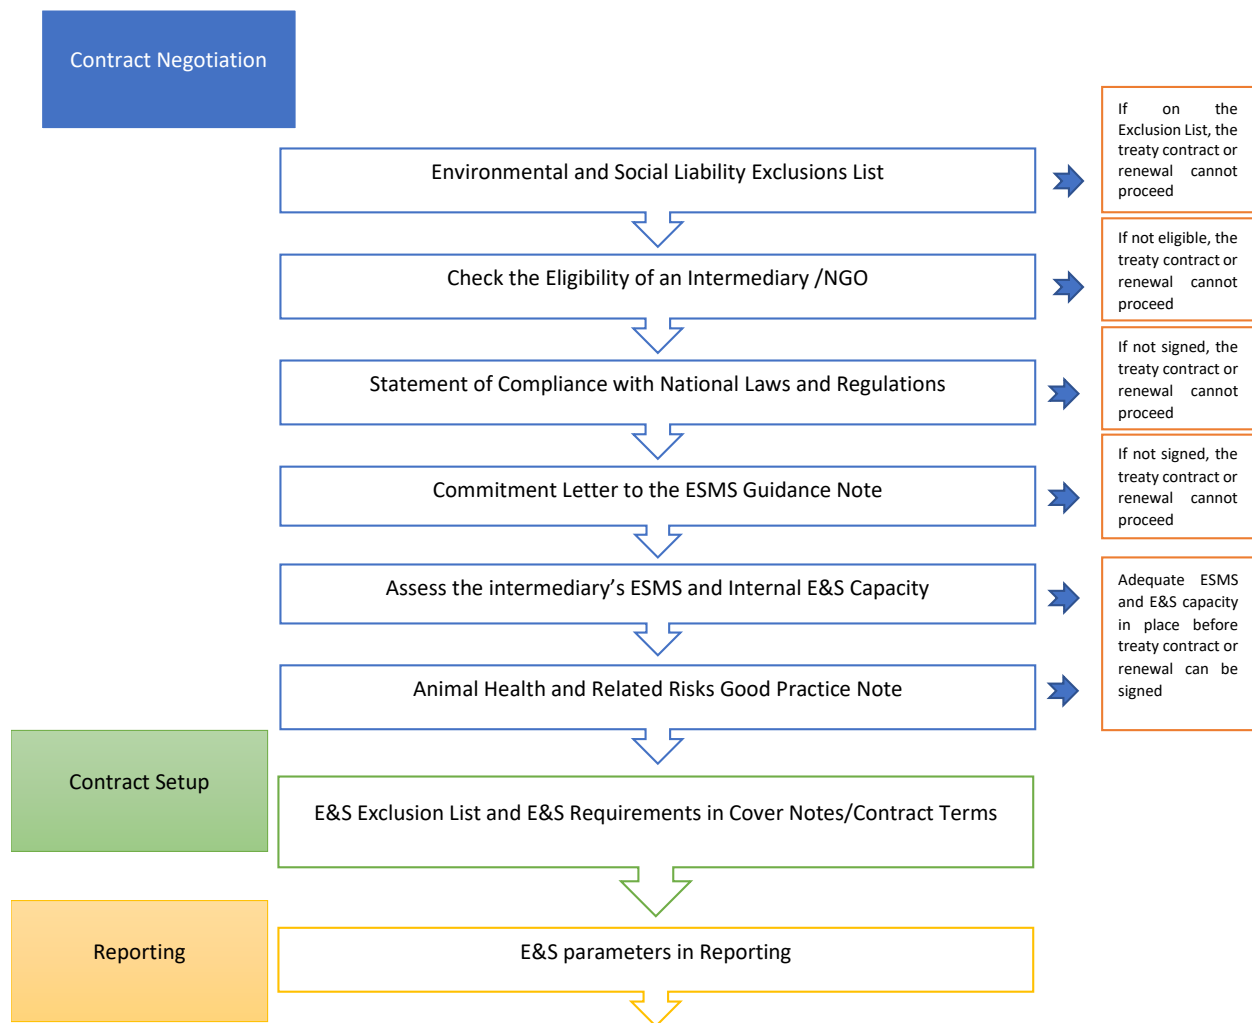 Contract Negotiation
Environmental and Social Liability Exclusions List
If on the
Exclusion List, the
treaty contract or
renewal cannot
proceed
Check the Eligibility of an Intermediary /NGO
If not eligible, the
treaty contract or
renewal cannot
proceed
Statement of Compliance with National Laws and Regulations
If not signed, the
treaty contract or
renewal cannot
proceed
Commitment Letter to the ESMS Guidance Note
If not signed, the
treaty contract or
renewal cannot
proceed
Assess the intermediary’s ESMS and Internal E&S Capacity
Adequate ESMS
and E&S capacity
in place before
treaty contract or
renewal can be
signed
Animal Health and Related Risks Good Practice Note
Contract Setup
E&S Exclusion List and E&S Requirements in Cover Notes/Contract Terms
Reporting
E&S parameters in Reporting